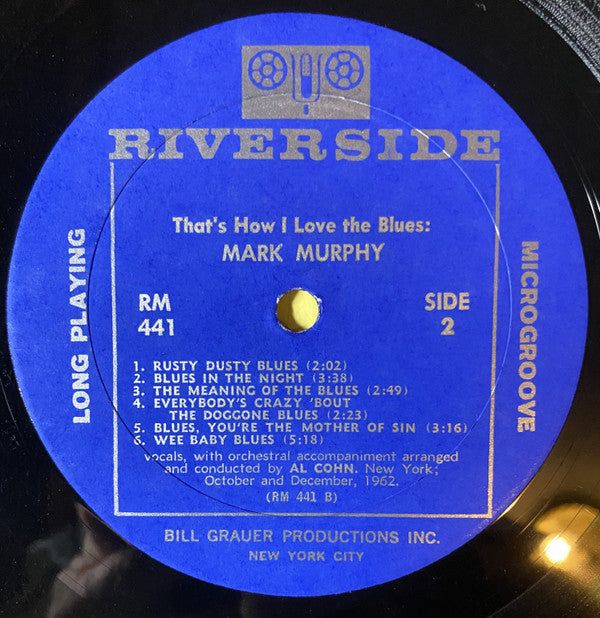 RIVERSIDE
That's How I Love the Blues:
MARK MURPHY
LONG PLAYING
MICROGROOVE
RM
441
SIDE
2
1. RUSTY DUSTY BLUES (2:02)
2. BLUES IN THE NIGHT (3:38)
3. THE MEANING OF THE BLUES (2:49)
4. EVERYBODY'S CRAZY 'BOUT
THE DOGGONE BLUES (2:23)
5. BLUES, YOU'RE THE MOTHER OF SIN (3:16)
6. WEE BABY BLUES (5:18)
vocals, with orchestral accompaniment arranged
and conducted by AL COHN. New York;
October and December, 1962.
(RM 441 B)
BILL GRAUER PRODUCTIONS INC.
NEW YORK CITY